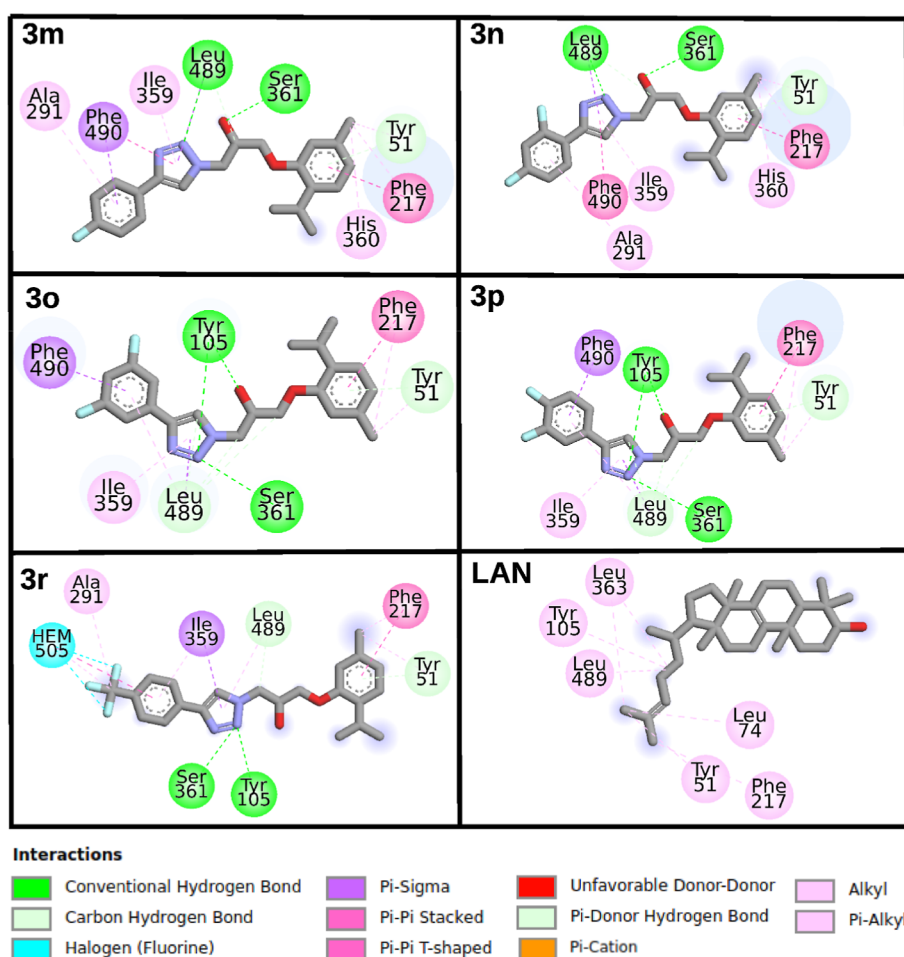 3m
Leu
489
Ser
361
Ile
359
Ala
291
Phe
490
Tyr
51
Phe
217
His
360
3n
Leu
489
Ser
361
Tyr
51
Phe
217
His
360
Ile
359
Phe
490
Ala
291
3o
Tyr
105
Phe
217
Phe
490
Tyr
51
Ile
359
Leu
489
Ser
361
3p
Phe
490
Tyr
105
Phe
217
Tyr
51
Ile
359
Leu
489
Ser
361
3r
Ala
291
HEM
505
Ile
359
Leu
489
Phe
217
Tyr
51
Ser
361
Tyr
105
LAN
Leu
363
Tyr
105
Leu
489
Leu
74
Tyr
51
Phe
217
Interactions
Conventional Hydrogen Bond
Carbon Hydrogen Bond
Halogen (Fluorine)
Pi-Sigma
Pi-Pi Stacked
Pi-Pi T-shaped
Unfavorable Donor-Donor
Pi-Donor Hydrogen Bond
Pi-Cation
Alkyl
Pi-Alkyl